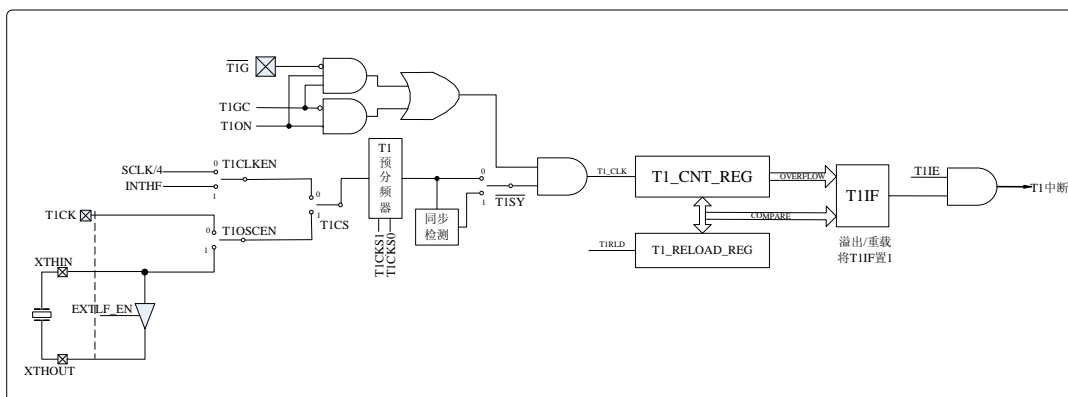 T1G
T1GC
T1ON
SCLK/4
INTHF
0
1
T1CLKEN
T1CK
0
1
T1OSCEN
0
1
T1CS
XTHIN
EXTLF_EN
XTHOUT
T1
预
分
频
器
T1CKS1
T1CKS0
同步
检测
0
1
T1SY
T1_CLK
T1_CNT_REG
OVERFLOW
COMPARE
T1RLD
T1_RELOAD_REG
T1IF
溢出/重载
将T1IF置1
T1IE
T1中断